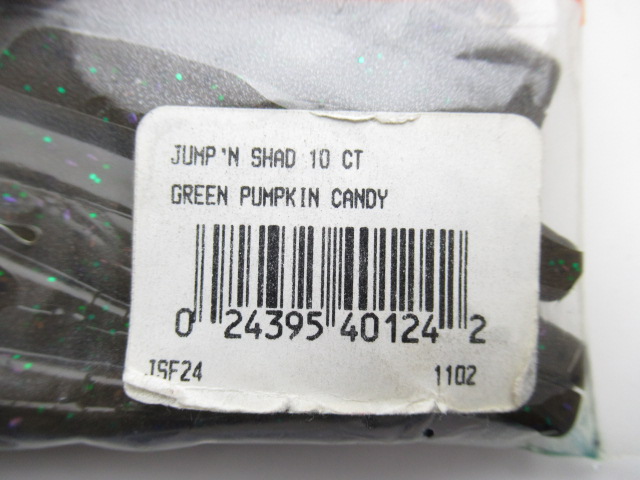 JUMP'N SHAD 10 CT
GREEN PUMPKIN CANDY
0 24395 40124 2
JSF24 1102